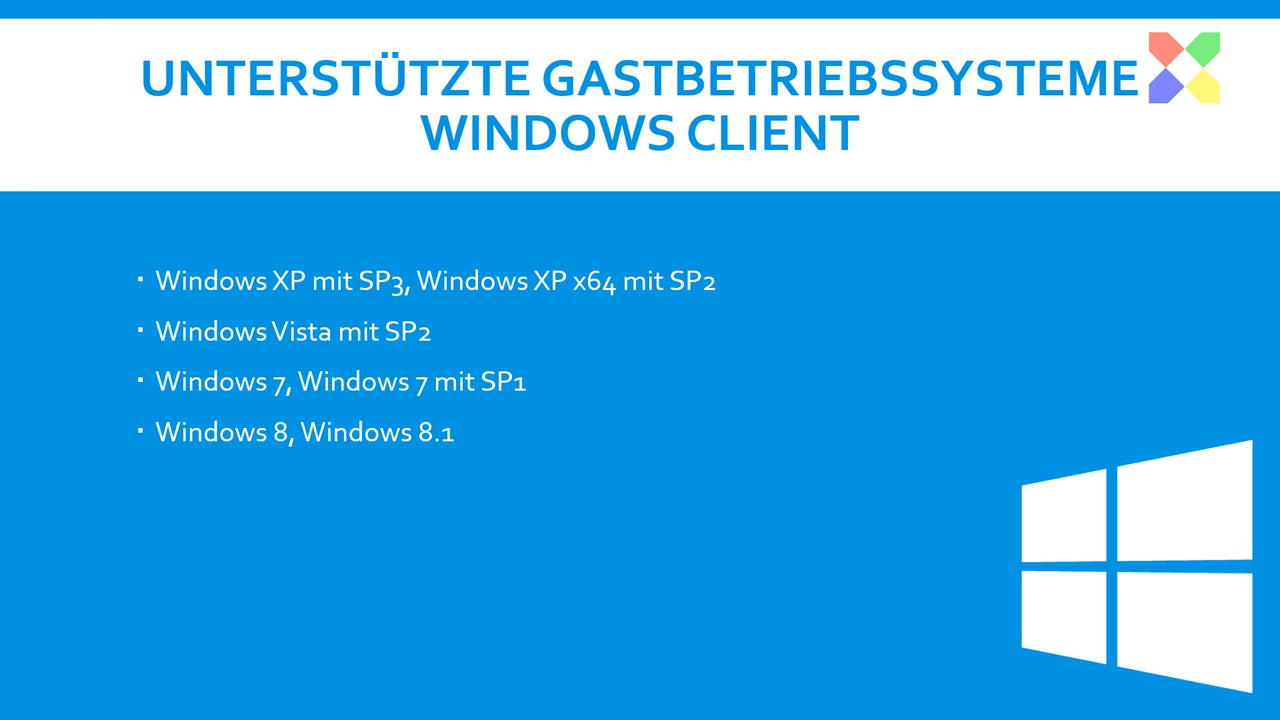 UNTERSTÜTZTE GASTBETRIEBSSYSTEME
WINDOWS CLIENT
▪ Windows XP mit SP3, Windows XP x64 mit SP2
▪ Windows Vista mit SP2
▪ Windows 7, Windows 7 mit SP1
▪ Windows 8, Windows 8.1